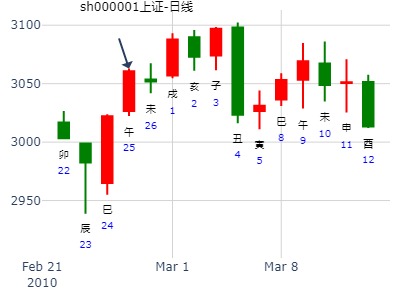 sh000001上证-日线
3100
3050
3000
2950
卯
22
辰
23
巳
24
午
25
未
26
戌
1
亥
2
子
3
丑
4
寅
5
巳
8
午
9
未
10
申
11
酉
12
Feb 21
2010
Mar 1
Mar 8